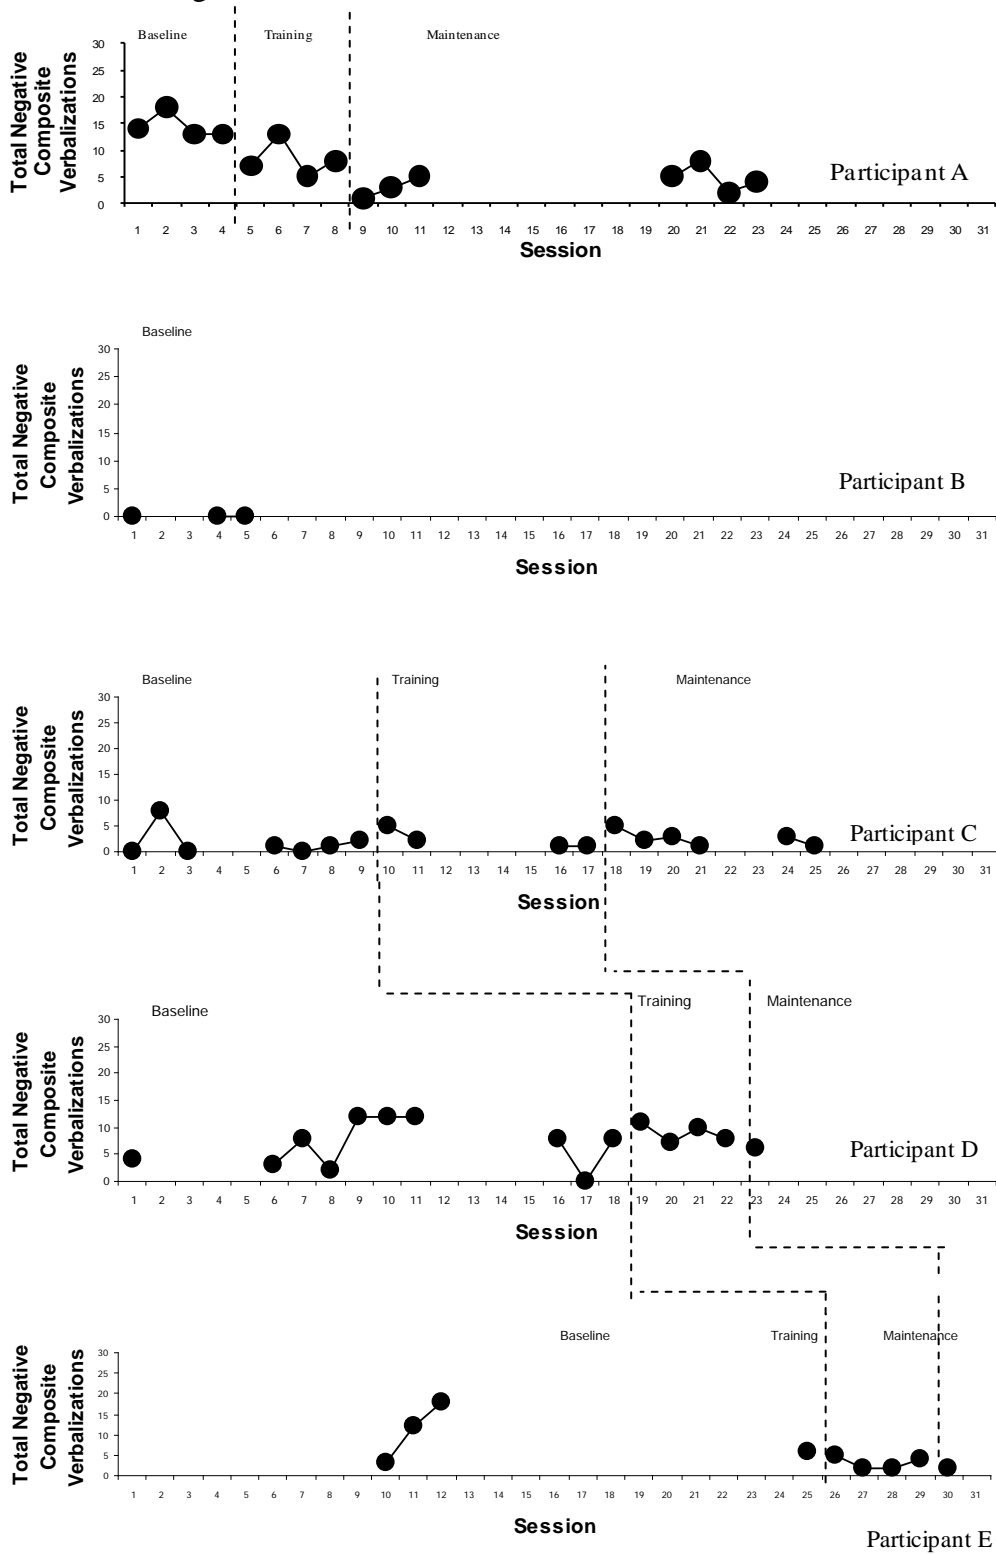 g
Baseline Training Maintenance
Total Negative
Composite
Verbalizations
30
25
20
15
10
5
0
Participant A
1 2 3 4 5 6 7 8 9 10 11 12 13 14 15 16 17 18 19 20 21 22 23 24 25 26 27 28 29 30 31
Session
Baseline
Total Negative
Composite
Verbalizations
30
25
20
15
10
5
0
Participant B
1 2 3 4 5 6 7 8 9 10 11 12 13 14 15 16 17 18 19 20 21 22 23 24 25 26 27 28 29 30 31
Session
Baseline Training Maintenance
Total Negative
Composite
Verbalizations
30
25
20
15
10
5
0
Participant C
1 2 3 4 5 6 7 8 9 10 11 12 13 14 15 16 17 18 19 20 21 22 23 24 25 26 27 28 29 30 31
Session
Baseline Training Maintenance
Total Negative
Composite
Verbalizations
30
25
20
15
10
5
0
Participant D
1 2 3 4 5 6 7 8 9 10 11 12 13 14 15 16 17 18 19 20 21 22 23 24 25 26 27 28 29 30 31
Session
Baseline Training Maintenance
Total Negative
Composite
Verbalizations
30
25
20
15
10
5
0
1 2 3 4 5 6 7 8 9 10 11 12 13 14 15 16 17 18 19 20 21 22 23 24 25 26 27 28 29 30 31
Session
Participant E